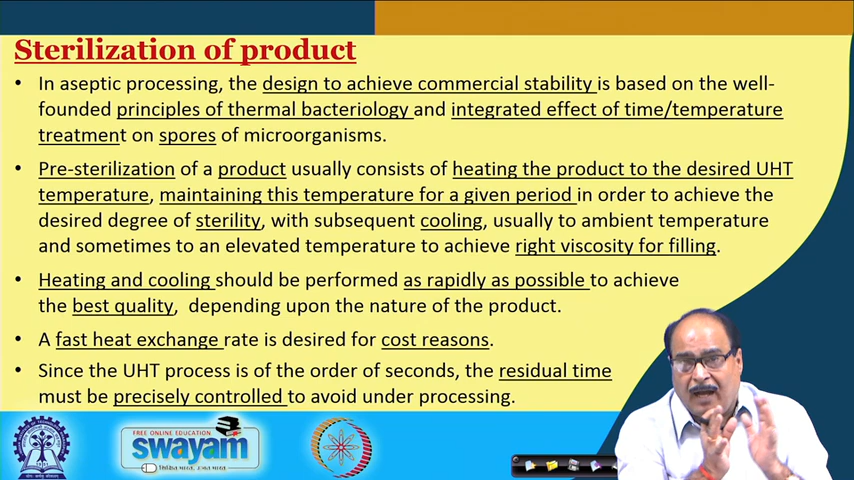 Sterilization of product
• In aseptic processing, the design to achieve commercial stability is based on the well-
founded principles of thermal bacteriology and integrated effect of time/temperature
treatment on spores of microorganisms.
• Pre-sterilization of a product usually consists of heating the product to the desired UHT
temperature, maintaining this temperature for a given period in order to achieve the
desired degree of sterility, with subsequent cooling, usually to ambient temperature
and sometimes to an elevated temperature to achieve right viscosity for filling.
• Heating and cooling should be performed as rapidly as possible to achieve
the best quality, depending upon the nature of the product.
• A fast heat exchange rate is desired for cost reasons.
• Since the UHT process is of the order of seconds, the residual time
must be precisely controlled to avoid under processing.
FREE ONLINE EDUCATION
swayam
शिक्षित भारत, उन्नत भारत